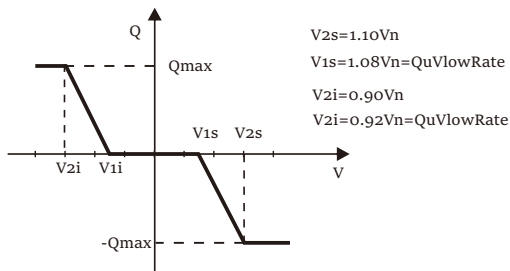 Q
V2s=1.10Vn
V1s=1.08Vn=QuVlowRate
Qmax
V2i=0.90Vn
V2i=0.92Vn=QuVlowRate
V1s V2s
V2i V1i V
-Qmax